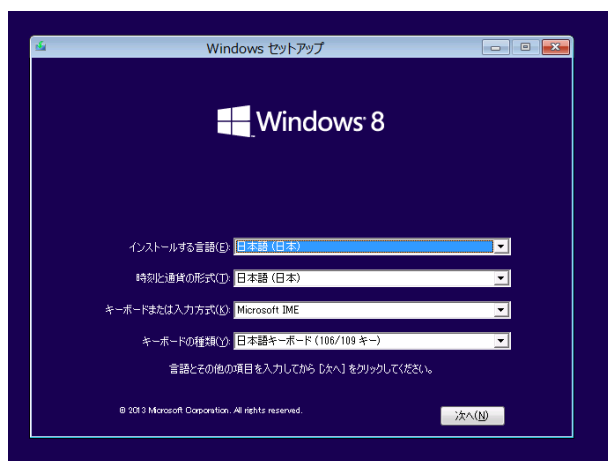 Windows セットアップ
Windows 8
インストールする言語(E): 日本語 (日本)
時刻と通貨の形式(T): 日本語 (日本)
キーボードまたは入力方式(K): Microsoft IME
キーボードの種類(Y): 日本語キーボード (106/109 キー)
言語とその他の項目を入力してから [次へ] をクリックしてください。
© 2013 Microsoft Corporation. All rights reserved.
次へ(N)